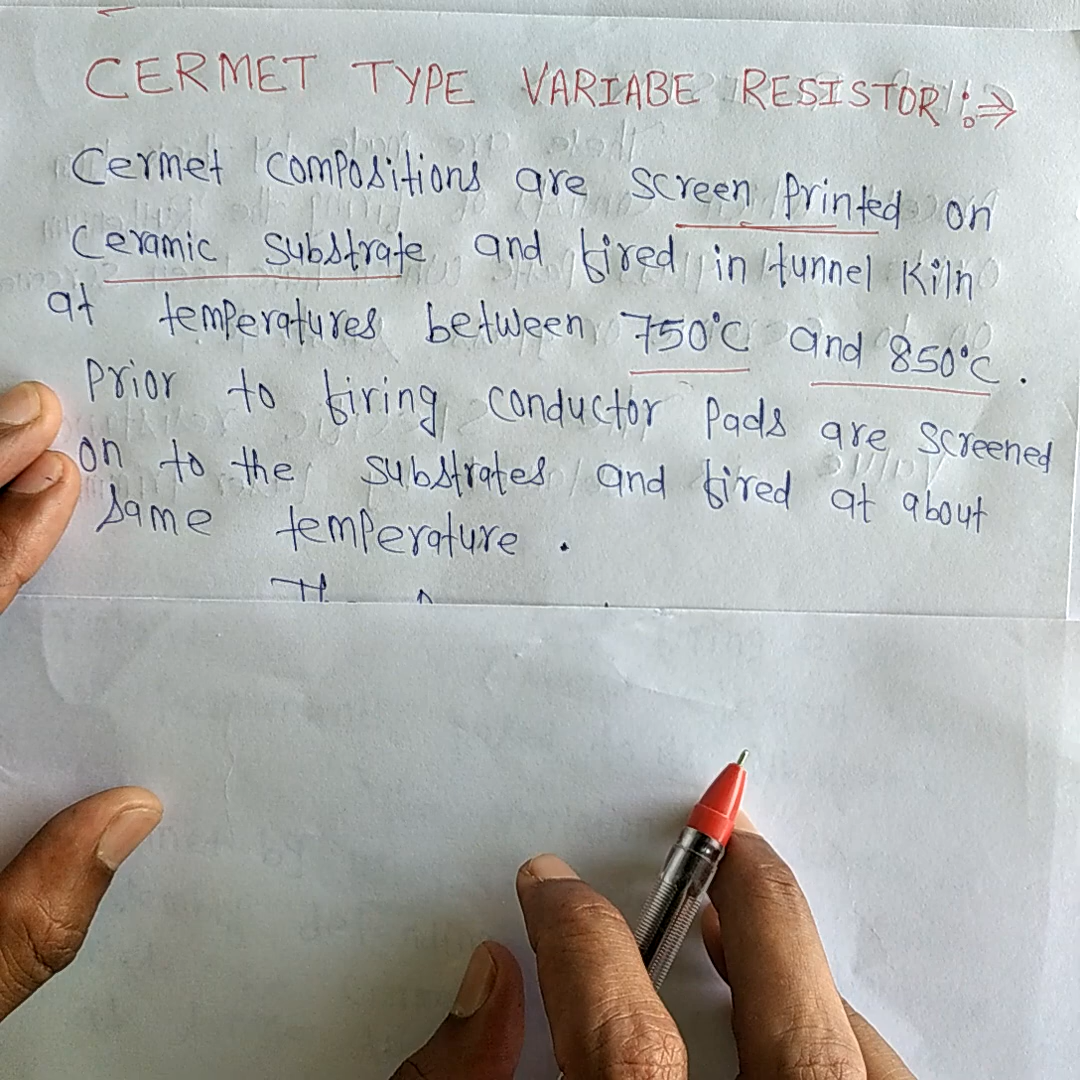 CERMET TYPE VARIABE RESISTOR :⇒
Cermet compositions are screen printed on
ceramic substrate and fired in tunnel kiln
at temperatures between 750°C and 850°C.
Prior to firing conductor pads are screened
on to the substrates and fired at about
same temperature.